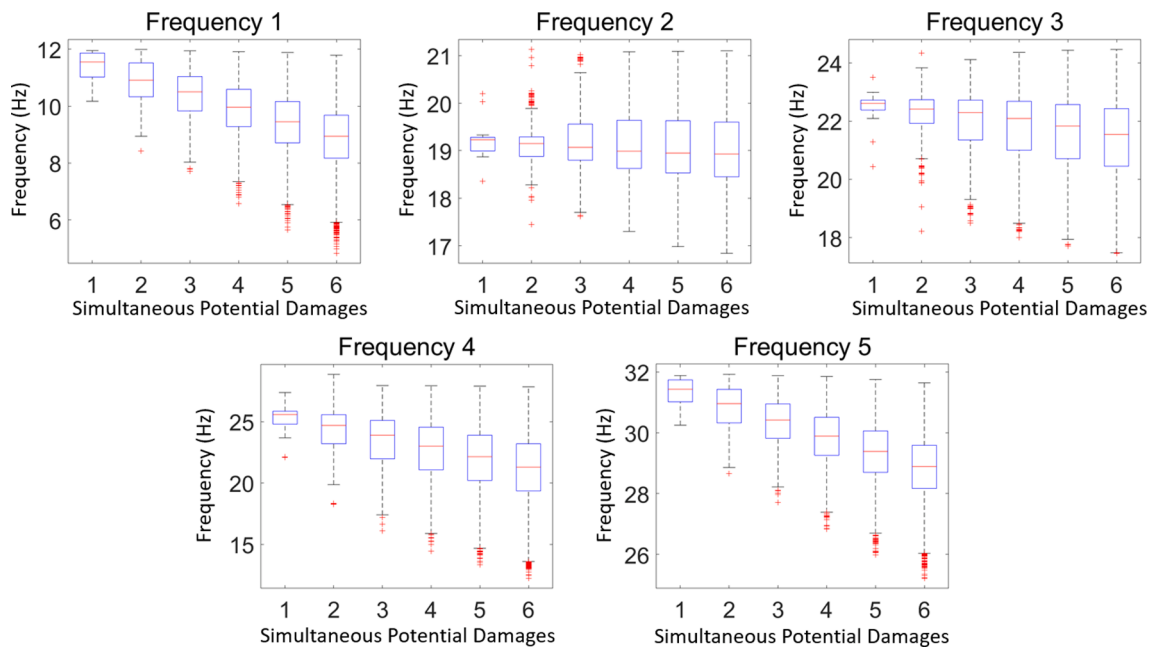 Frequency 1
Frequency (Hz)
12
10
8
6
1 2 3 4 5 6
Simultaneous Potential Damages
Frequency 2
Frequency (Hz)
21
20
19
18
17
1 2 3 4 5 6
Simultaneous Potential Damages
Frequency 3
Frequency (Hz)
24
22
20
18
1 2 3 4 5 6
Simultaneous Potential Damages
Frequency 4
Frequency (Hz)
25
20
15
1 2 3 4 5 6
Simultaneous Potential Damages
Frequency 5
Frequency (Hz)
32
30
28
26
1 2 3 4 5 6
Simultaneous Potential Damages